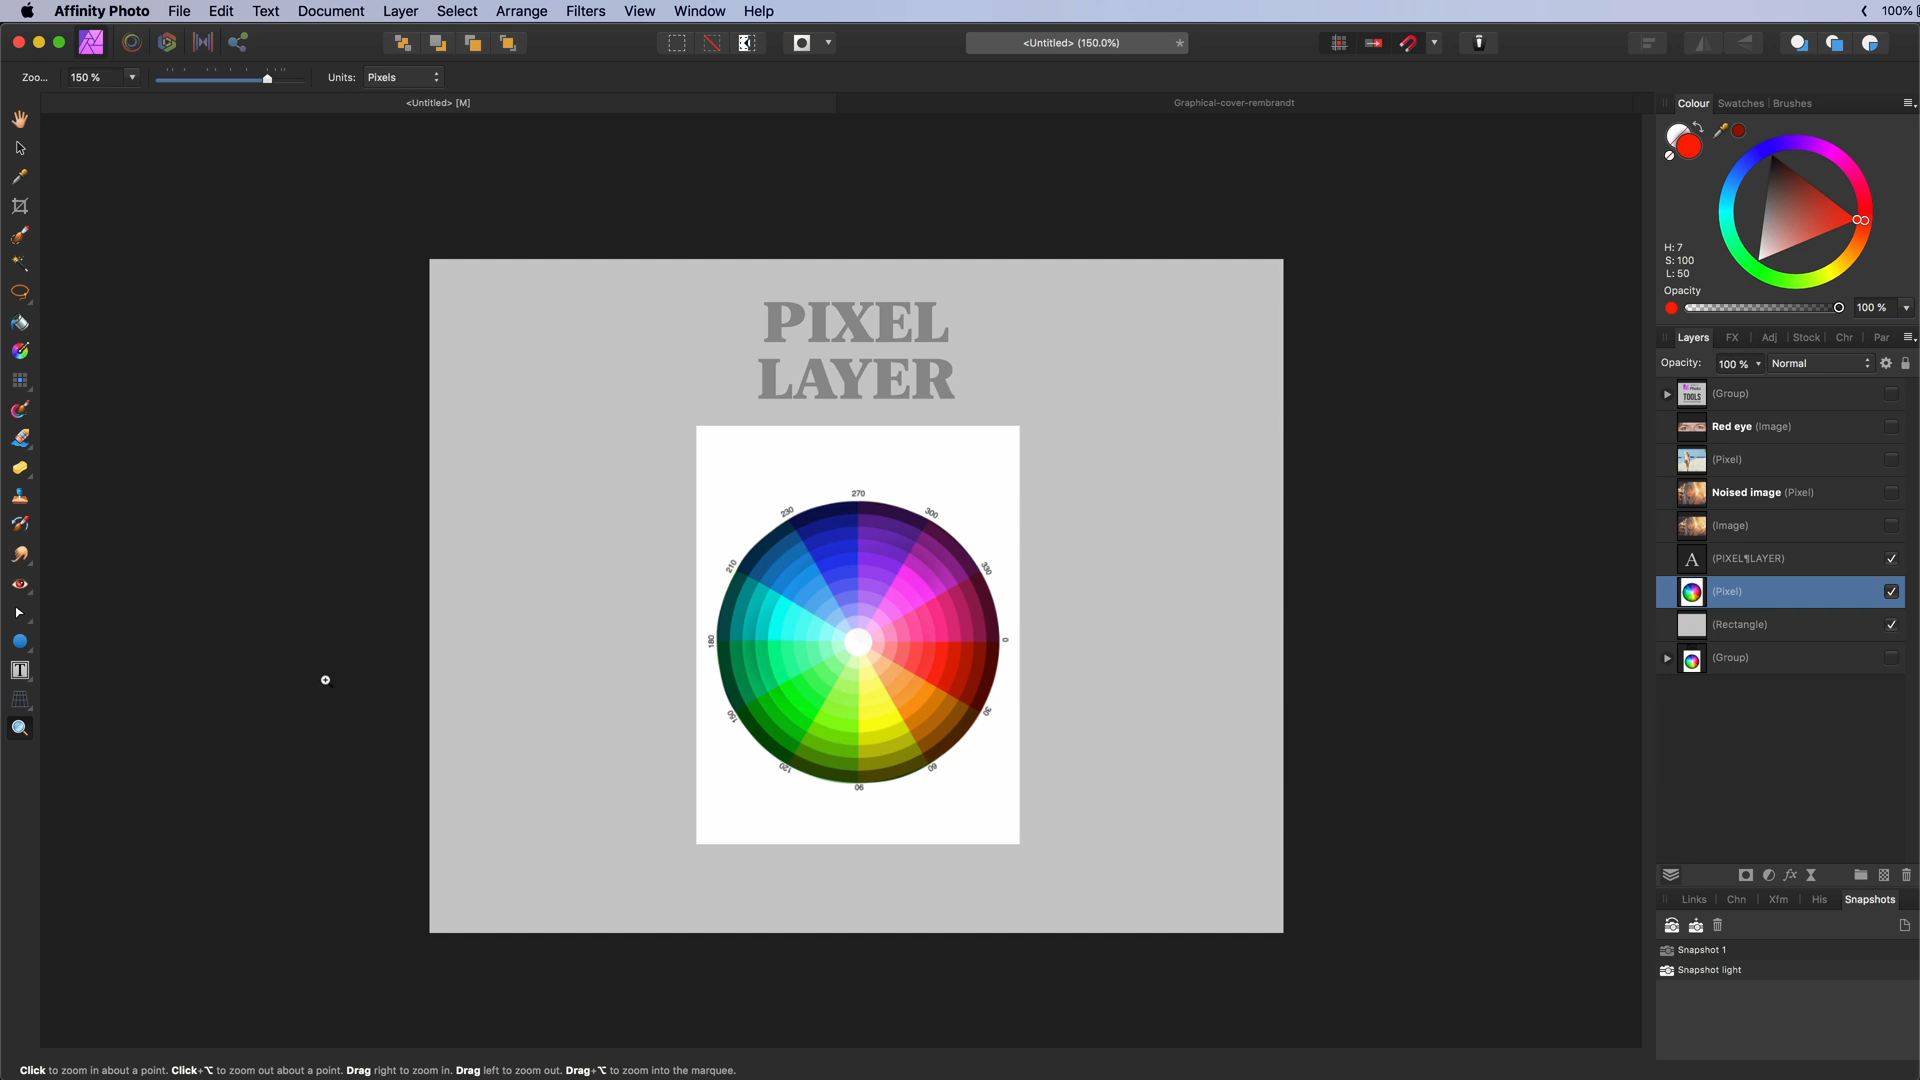 Affinity Photo File Edit Text Document Layer Select Arrange Filters View Window Help 100%
<Untitled> (150.0%) *
Zoo... 150 % Units: Pixels
<Untitled> [M] Graphical-cover-rembrandt
Colour Swatches Brushes
H: 7
S: 100
L: 50
Opacity
100 %
Layers FX Adj Stock Chr Par
Opacity: 100 % Normal
(Group)
Red eye (Image)
(Pixel)
Noised image (Pixel)
(Image)
A (PIXEL¶LAYER)
(Pixel)
(Rectangle)
(Group)
Links Chn Xfm His Snapshots
Snapshot 1
Snapshot light
PIXEL
LAYER
270
230 300
210 330
180 0
150 30
120 60
90
T
TOOLS
fx
Click to zoom in about a point. Click+⌥ to zoom out about a point. Drag right to zoom in. Drag left to zoom out. Drag+⌥ to zoom into the marquee.